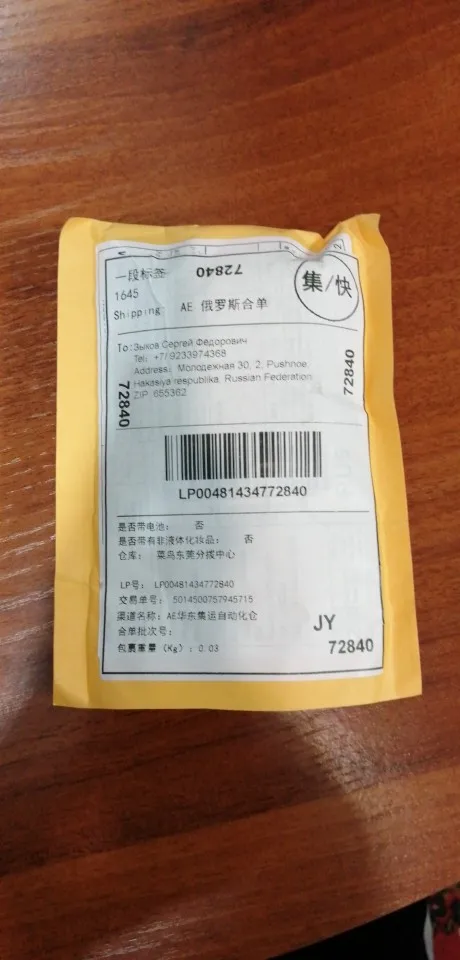 一段标签
72840
集/快
1645
Shipping: AE 俄罗斯合单
To: Зыков Сергей Федорович
Tel: +7/9233974368
Address: Молодежная 30, 2, Pushnoe,
Hakasiya respublika, Russian Federation
ZIP: 655362
72840
72840
LP00481434772840
是否带电池: 否
是否带有非液体化妆品: 否
仓库: 菜鸟东莞分拨中心
LP号: LP00481434772840
交易单号: 5014500757945715
渠道名称: AE华东集运自动化仓
合单批次号:
包裹重量 (Kg): 0.03
JY
72840